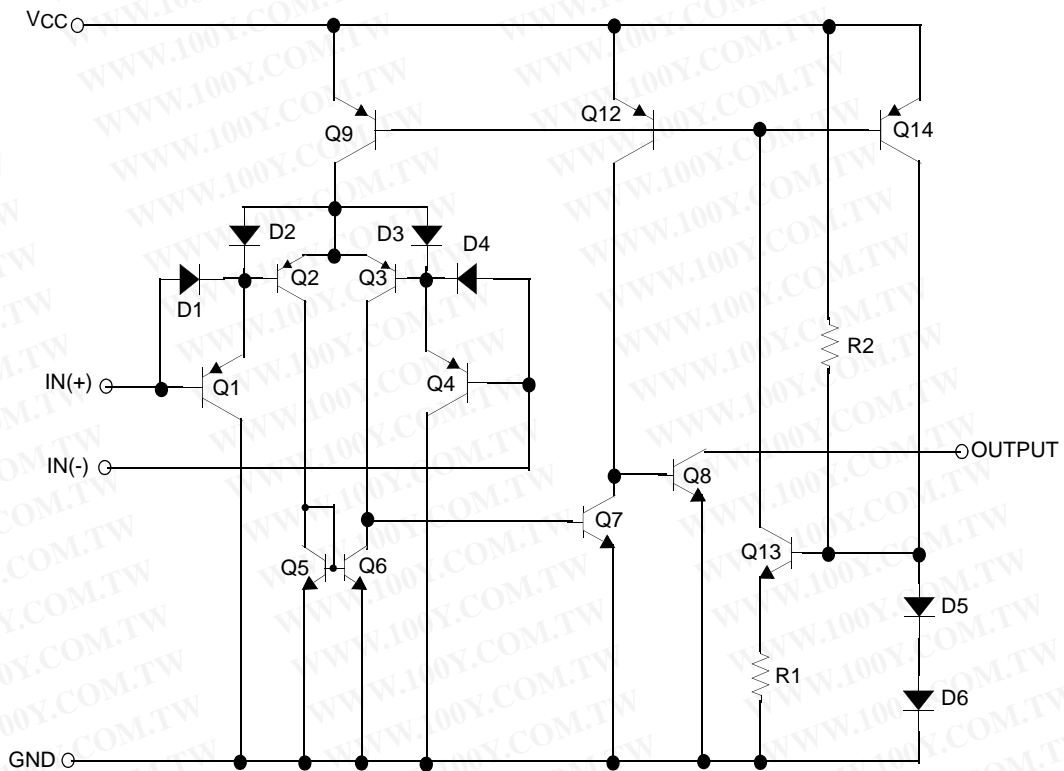 VCC
Q9
Q12
Q14
D2
D3
D4
Q2
Q3
D1
R2
IN(+)
Q1
Q4
OUTPUT
IN(-)
Q8
Q7
Q13
Q5
Q6
D5
R1
D6
GND
WWW.100Y.COM.TW